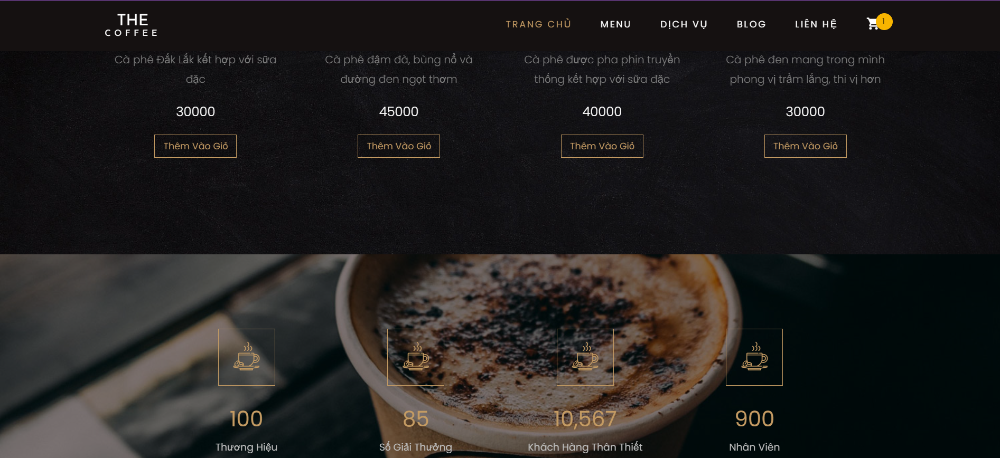 THE
COFFEE
TRANG CHỦ MENU DỊCH VỤ BLOG LIÊN HỆ 1
Cà phê Đắk Lắk kết hợp với sữa
đặc
30000
Thêm Vào Giỏ
Cà phê đậm đà, bùng nổ và
đường đen ngọt thơm
45000
Thêm Vào Giỏ
Cà phê được pha phin truyền
thống kết hợp với sữa đặc
40000
Thêm Vào Giỏ
Cà phê đen mang trong mình
phong vị trầm lắng, thi vị hơn
30000
Thêm Vào Giỏ
100
Thương Hiệu
85
Số Giải Thưởng
10,567
Khách Hàng Thân Thiết
900
Nhân Viên